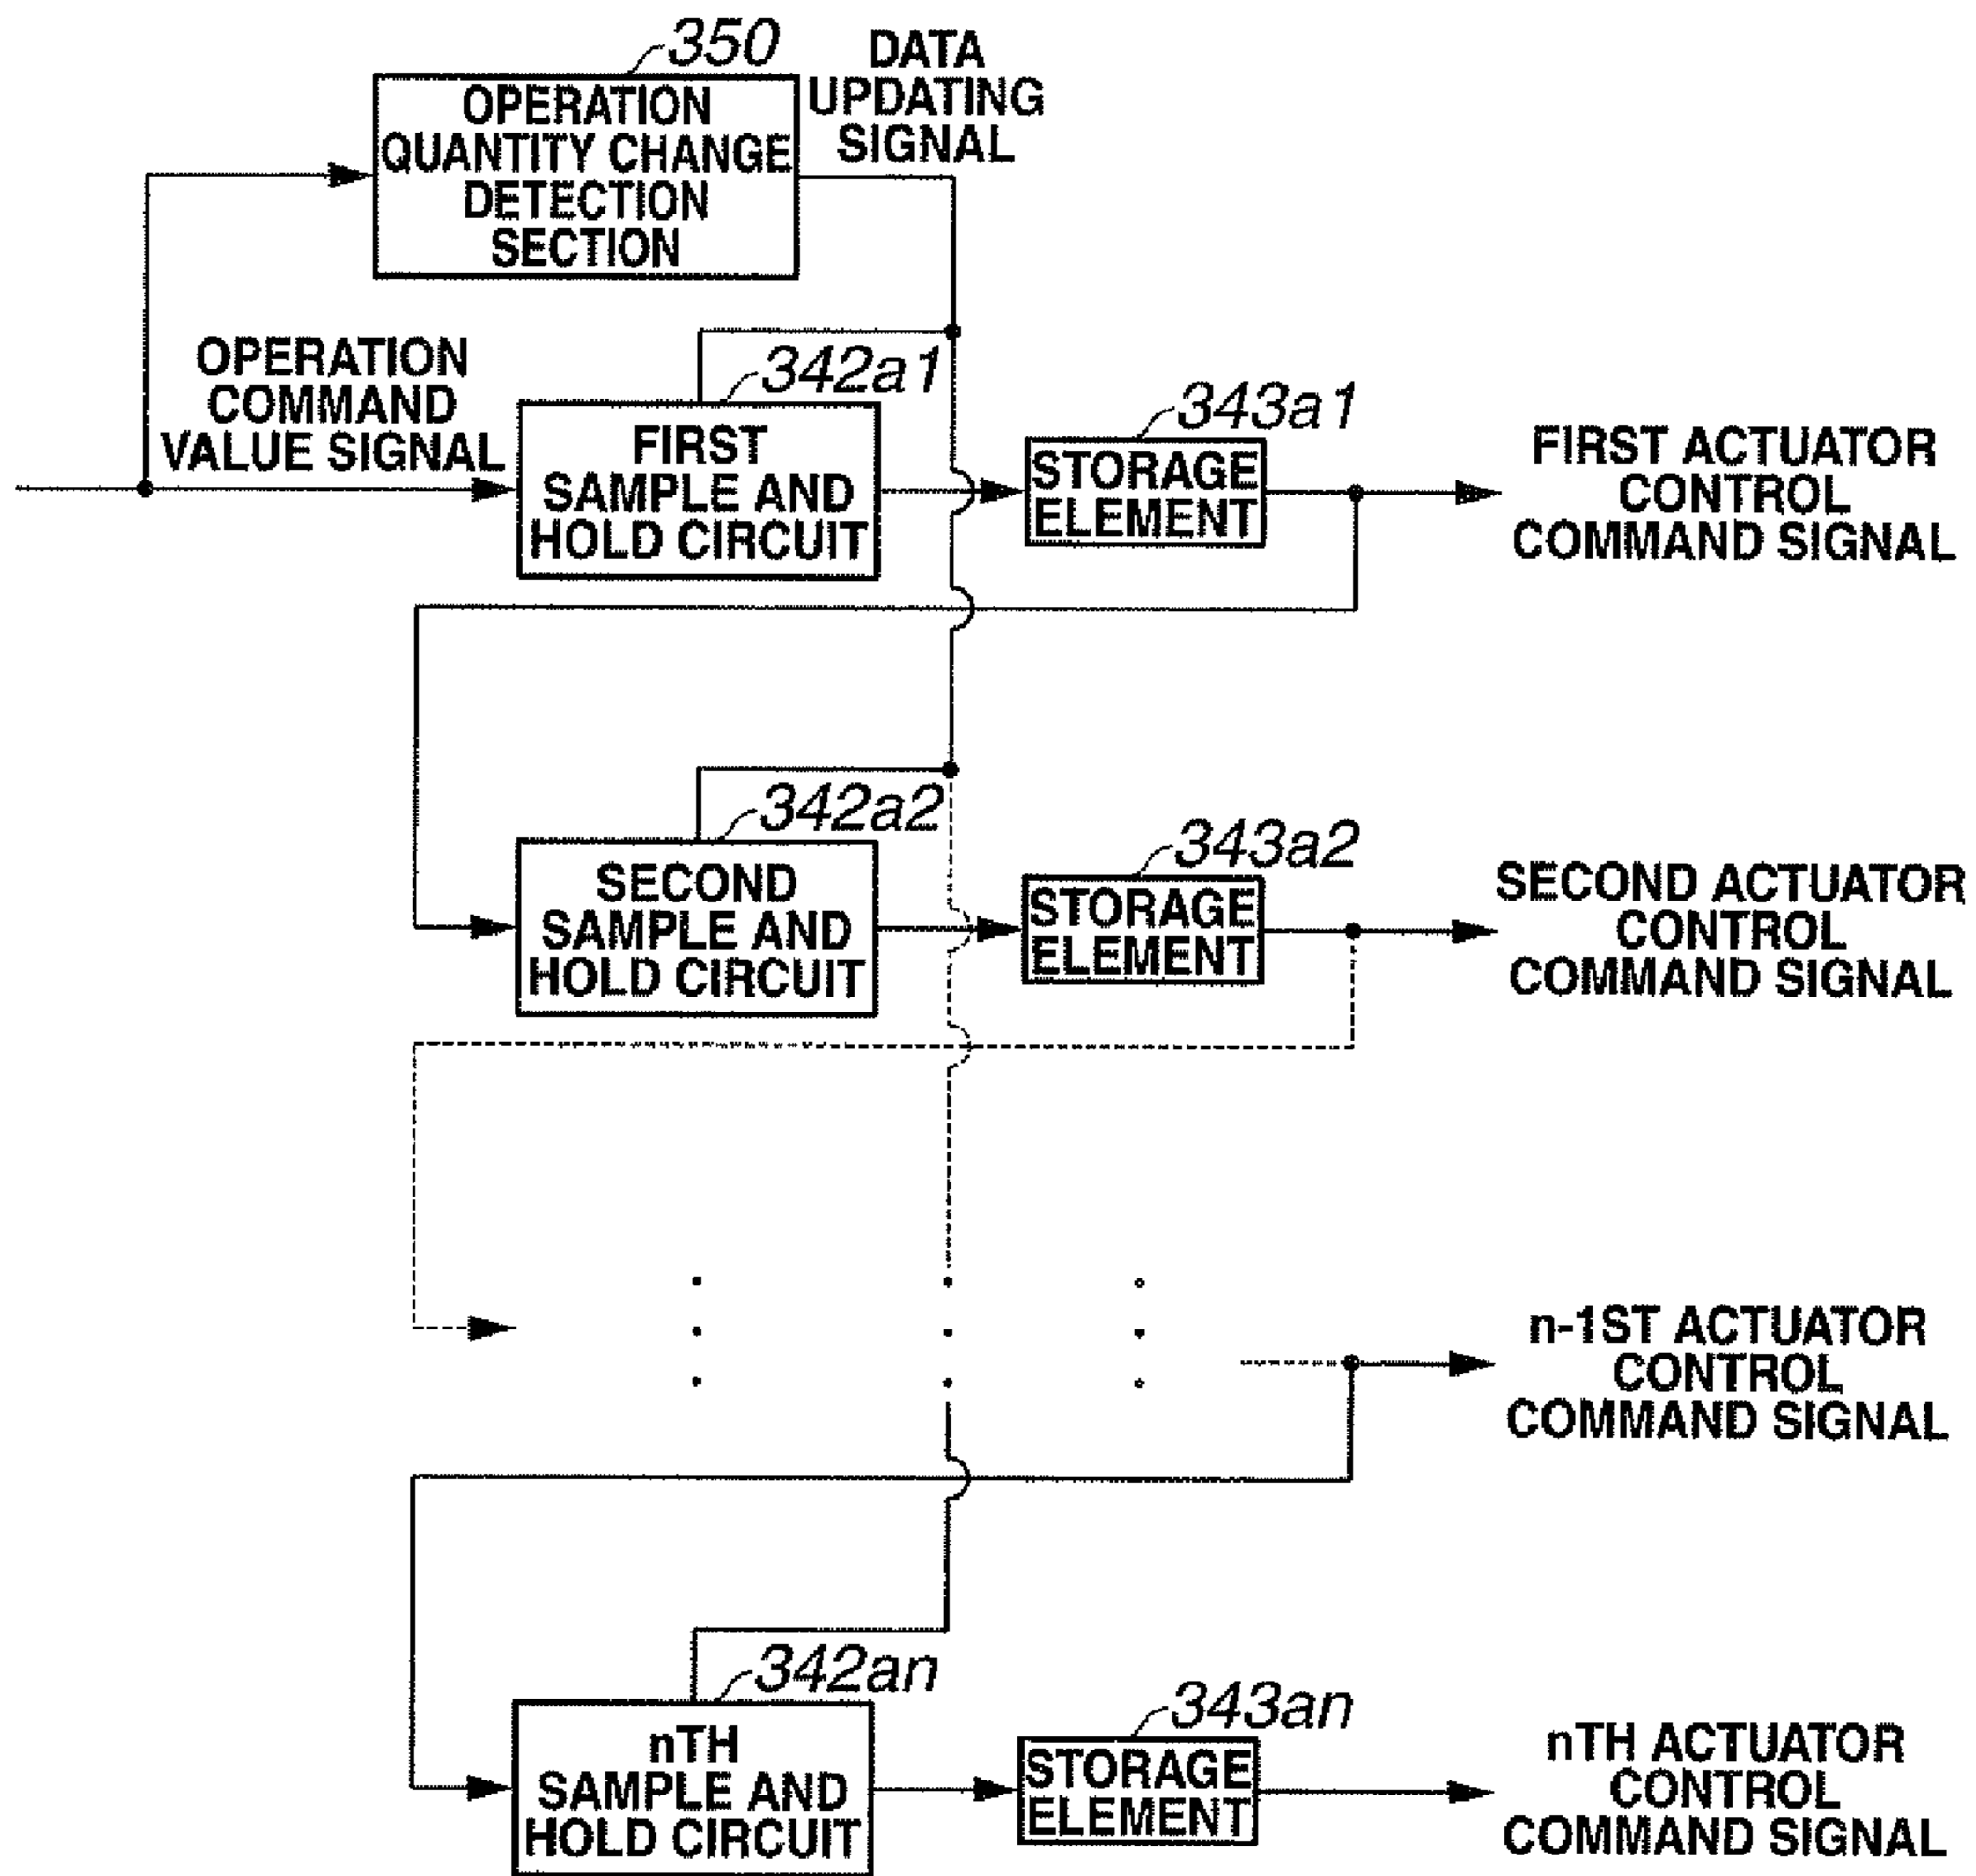 350
DATA
UPDATING
SIGNAL
OPERATION
QUANTITY CHANGE
DETECTION
SECTION
OPERATION
COMMAND
VALUE SIGNAL
342a1
FIRST
SAMPLE AND
HOLD CIRCUIT
343a1
STORAGE
ELEMENT
FIRST ACTUATOR
CONTROL
COMMAND SIGNAL
342a2
SECOND
SAMPLE AND
HOLD CIRCUIT
343a2
STORAGE
ELEMENT
SECOND ACTUATOR
CONTROL
COMMAND SIGNAL
n-1ST ACTUATOR
CONTROL
COMMAND SIGNAL
342an
nTH
SAMPLE AND
HOLD CIRCUIT
343an
STORAGE
ELEMENT
nTH ACTUATOR
CONTROL
COMMAND SIGNAL